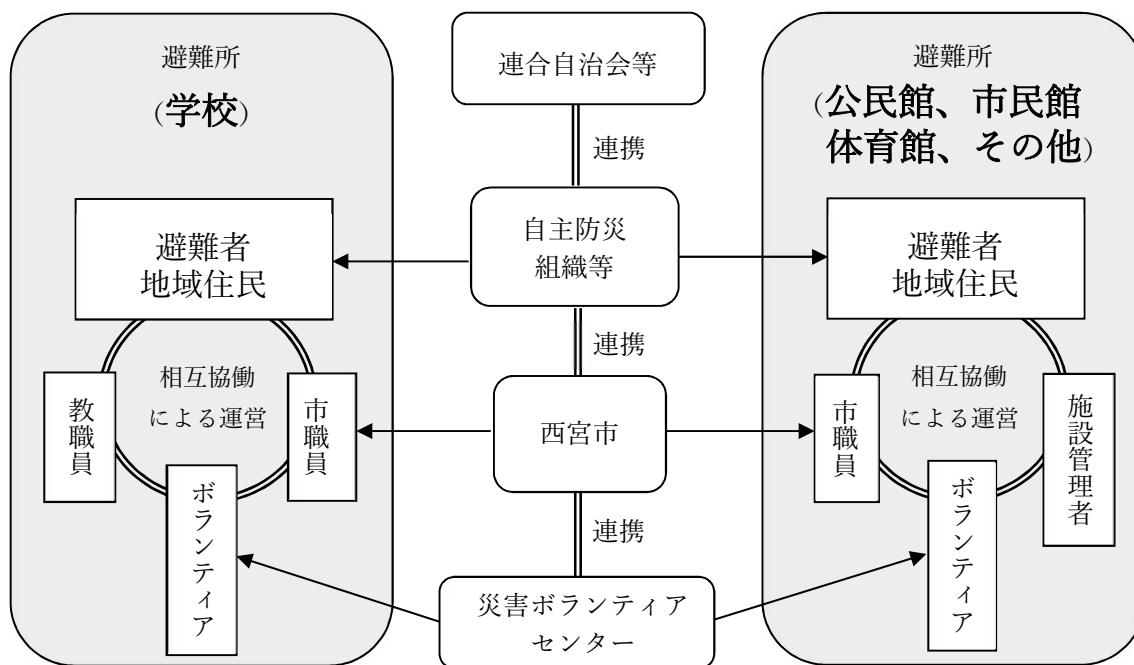 避難所
(学校)
避難者
地域住民
相互協働
による運営
教職員
市職員
ボランティア
連合自治会等
連携
自主防災
組織等
連携
西宮市
連携
災害ボランティア
センター
避難所
(公民館、市民館
体育館、その他)
避難者
地域住民
相互協働
による運営
市職員
施設管理者
ボランティア